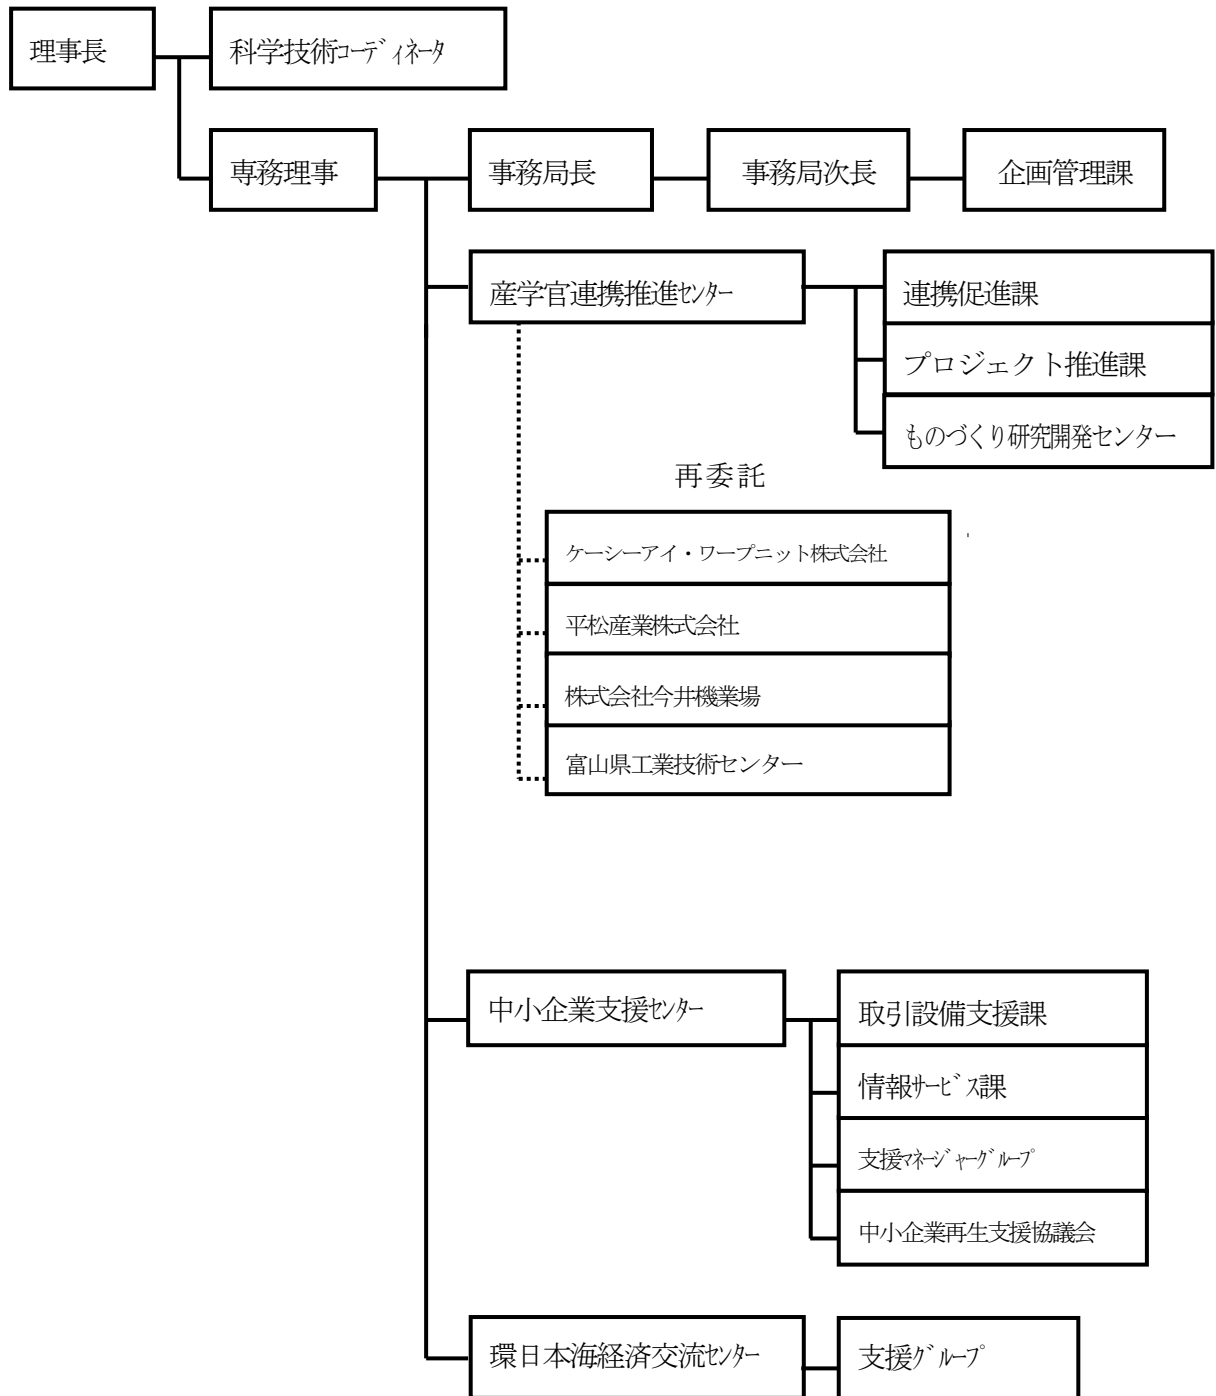 理事長
科学技術ｺｰﾃﾞｨﾈｰﾀ
専務理事
事務局長
事務局次長
企画管理課
産学官連携推進ｾﾝﾀｰ
連携促進課
プロジェクト推進課
ものづくり研究開発センター
再委託
ケーシーアイ・ワープニット株式会社
平松産業株式会社
株式会社今井機業場
富山県工業技術センター
中小企業支援ｾﾝﾀｰ
取引設備支援課
情報ｻｰﾋﾞｽ課
支援ﾏﾈｰｼﾞｬｰｸﾞﾙｰﾌﾟ
中小企業再生支援協議会
環日本海経済交流ｾﾝﾀｰ
支援ｸﾞﾙｰﾌﾟ